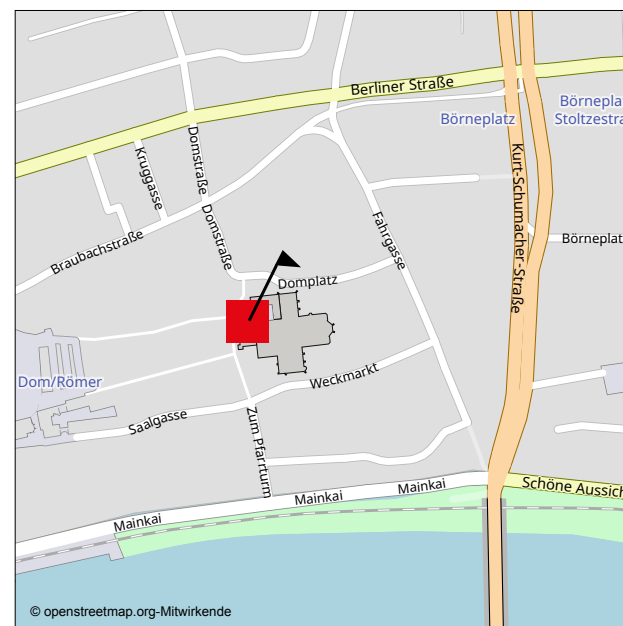 Berliner Straße
Börneplatz
Börnepla
Stoltzestra
Domstraße
Kruggasse
Kurt-Schumacher-Straße
Domstraße
Fahrgasse
Braubachstraße
Börneplat
Domplatz
Dom/Römer
Weckmarkt
Saalgasse
Zum Pfarrturm
Mainkai
Mainkai
Mainkai
Schöne Aussich
© openstreetmap.org-Mitwirkende